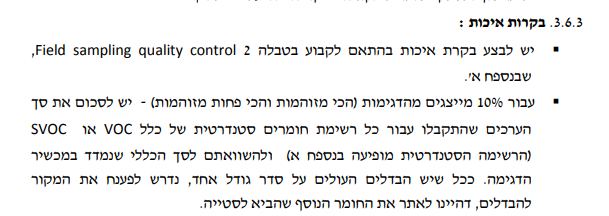 3.6.3. בקרות איכות :
▪ יש לבצע בקרת איכות בהתאם לקבוע בטבלה 2 Field sampling quality control,
שבנספח א'.
▪ עבור 10% מייצגים מהדגימות (הכי מזוהמות והכי פחות מזוהמות) - יש לסכום את סך
הערכים שהתקבלו עבור כל רשימת חומרים סטנדרטית של כלל VOC או SVOC
(הרשימה הסטנדרטית מופיעה בנספח א) ולהשוואתם לסך הכללי שנמדד במכשיר
הדגימה. ככל שיש הבדלים העולים על סדר גודל אחד, נדרש לפענח את המקור
להבדלים, דהיינו לאתר את החומר הנוסף שהביא לסטייה.